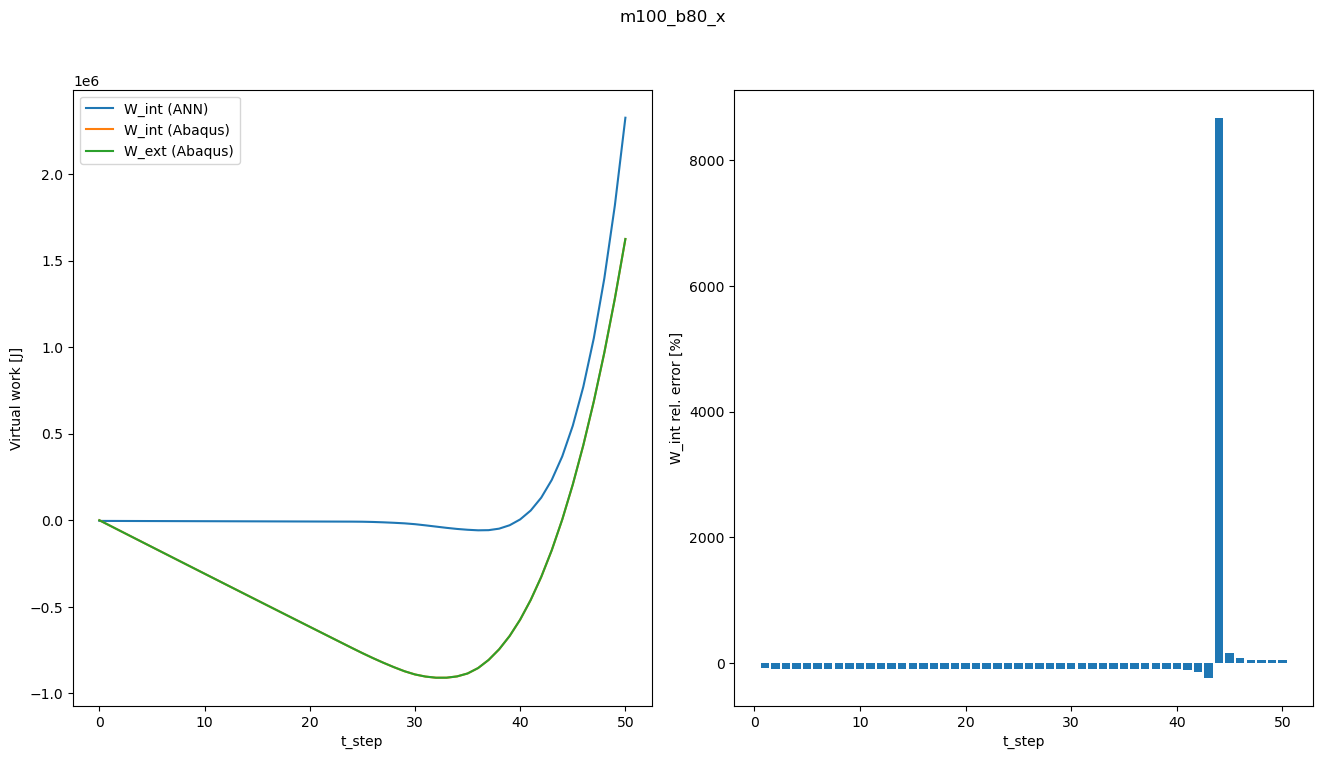 m100_b80_x
1e6
W_int (ANN)
W_int (Abaqus)
W_ext (Abaqus)
Virtual work [J]
2.0
1.5
1.0
0.5
0.0
−0.5
−1.0
0 10 20 30 40 50
t_step
W_int rel. error [%]
8000
6000
4000
2000
0
0 10 20 30 40 50
t_step